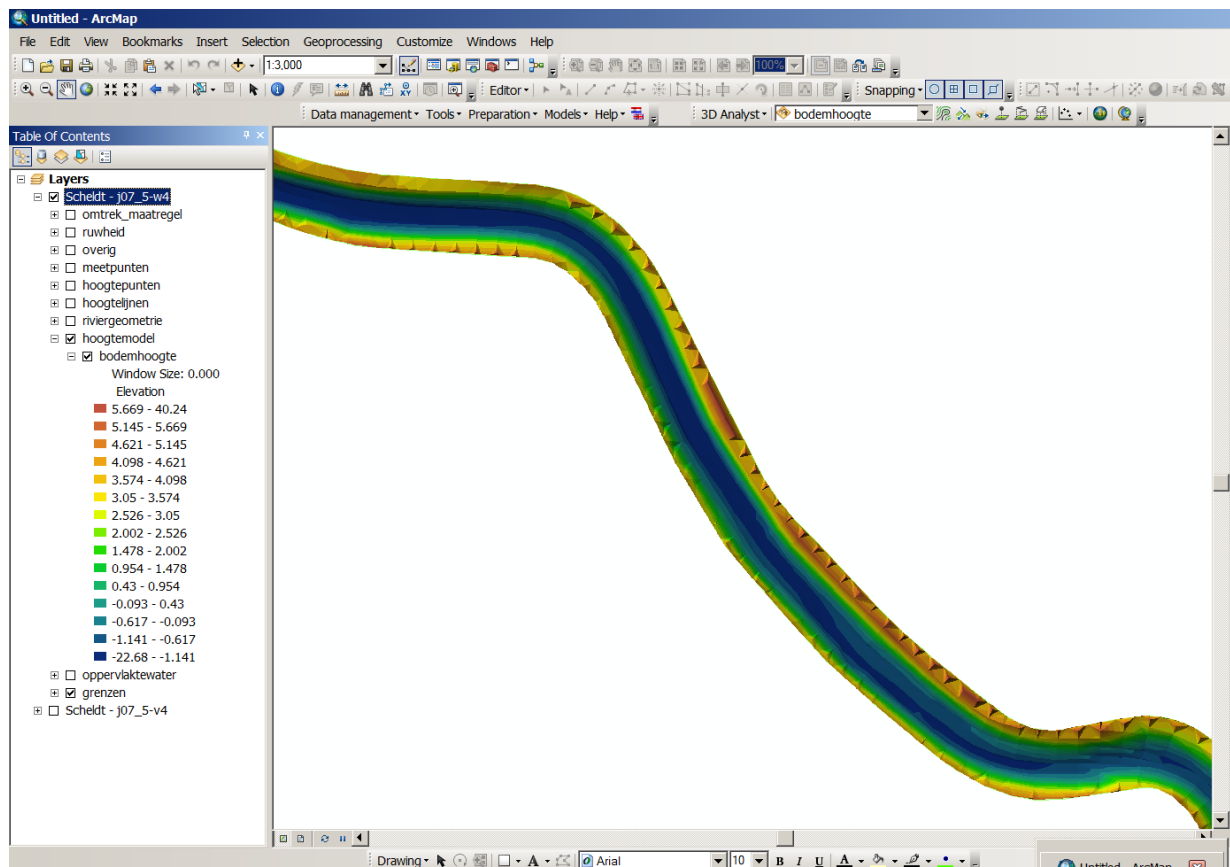 Untitled - ArcMap
File Edit View Bookmarks Insert Selection Geoprocessing Customize Windows Help
1:3,000 100%
Editor Snapping
Data management Tools Preparation Models Help 3D Analyst bodemhoogte
Table Of Contents
Layers
Scheldt - j07_5-w4
omtrek_maatregel
ruwheid
overig
meetpunten
hoogtepunten
hoogtelijnen
riviergeometrie
hoogtemodel
bodemhoogte
Window Size: 0.000
Elevation
5.669 - 40.24
5.145 - 5.669
4.621 - 5.145
4.098 - 4.621
3.574 - 4.098
3.05 - 3.574
2.526 - 3.05
2.002 - 2.526
1.478 - 2.002
0.954 - 1.478
0.43 - 0.954
-0.093 - 0.43
-0.617 - -0.093
-1.141 - -0.617
-22.68 - -1.141
oppervlaktewater
grenzen
Scheldt - j07_5-v4
Drawing A Arial 10 B I U A
Untitled - ArcMap